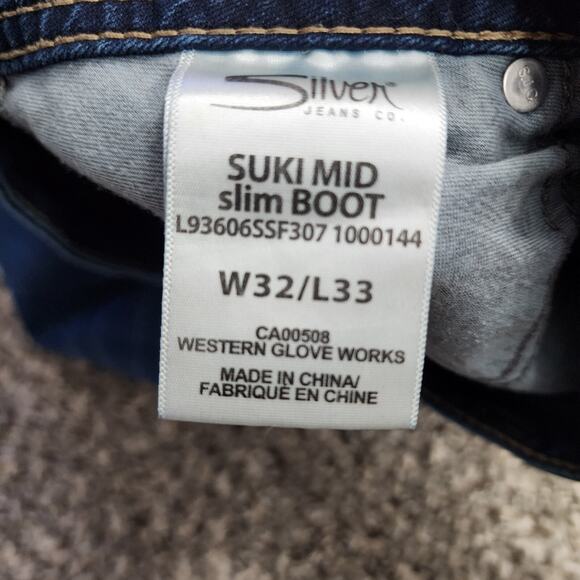 Silver®
JEANS CO.
SUKI MID
slim BOOT
L93606SSF307 1000144
W32/L33
CA00508
WESTERN GLOVE WORKS
MADE IN CHINA/
FABRIQUÉ EN CHINE